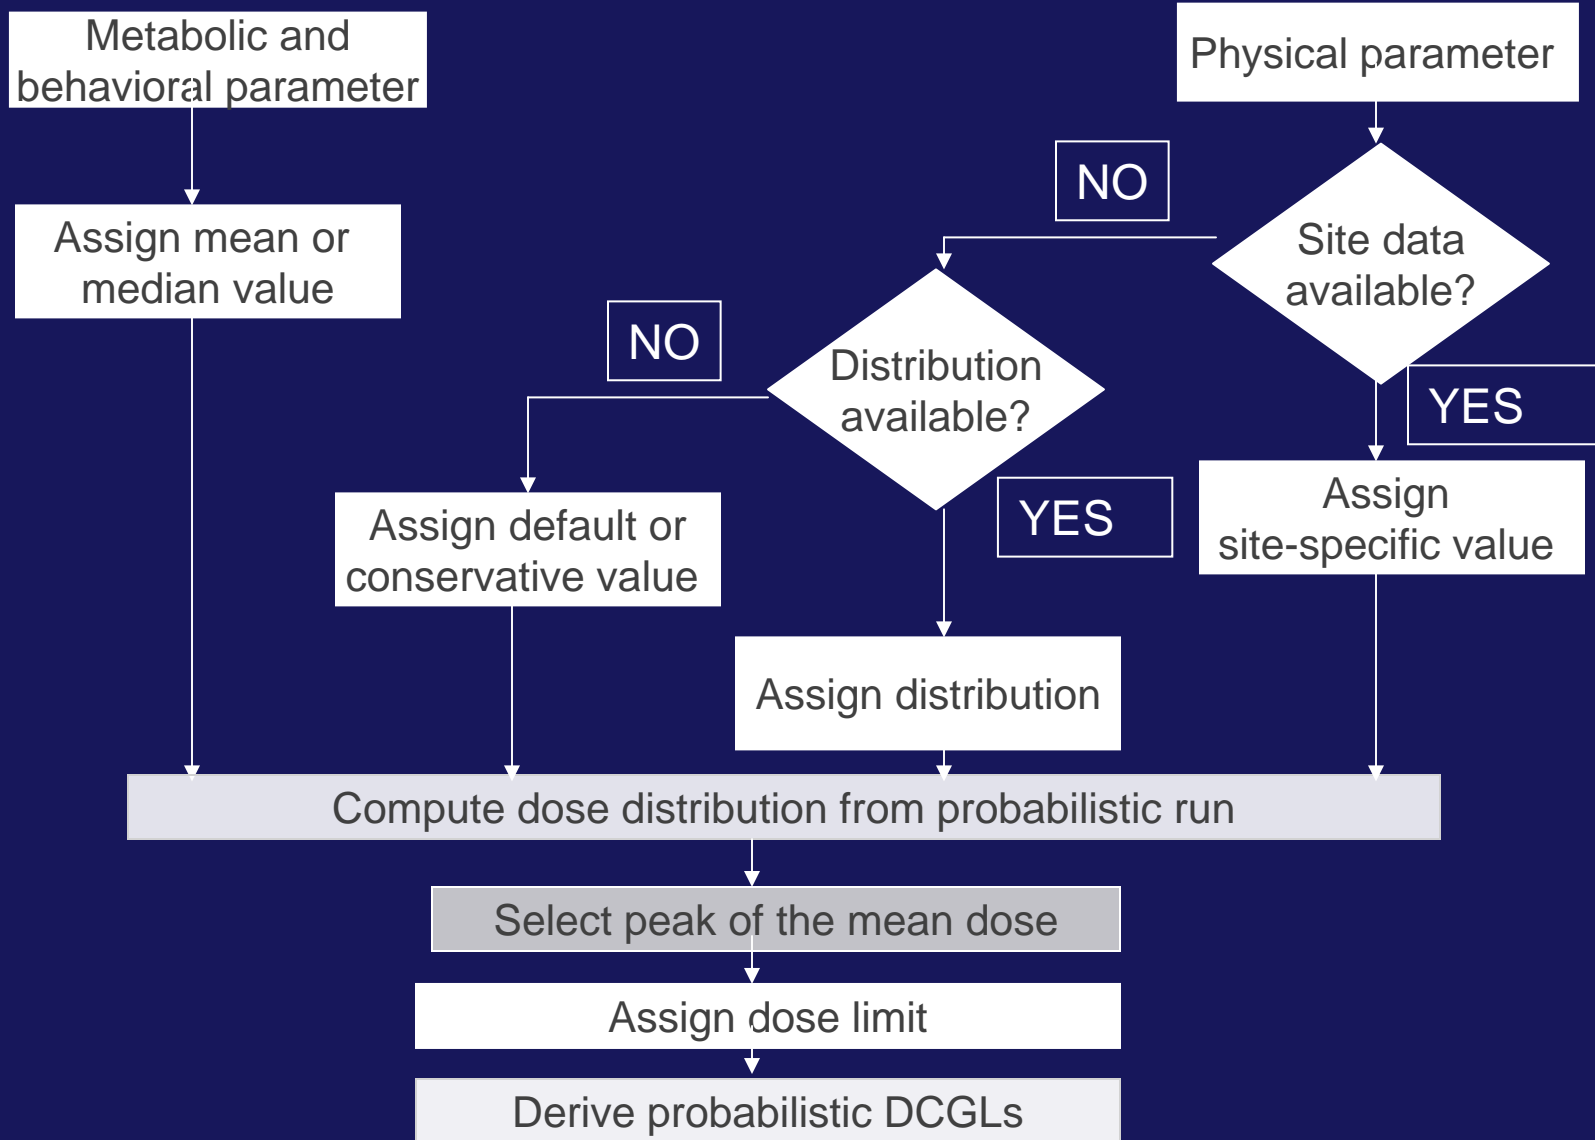 Metabolic and
behavioral parameter
Physical parameter
NO
Site data
available?
Assign mean or
median value
NO
Distribution
available?
YES
YES
Assign
site-specific value
Assign default or
conservative value
Assign distribution
Compute dose distribution from probabilistic run
Select peak of the mean dose
Assign dose limit
Derive probabilistic DCGLs